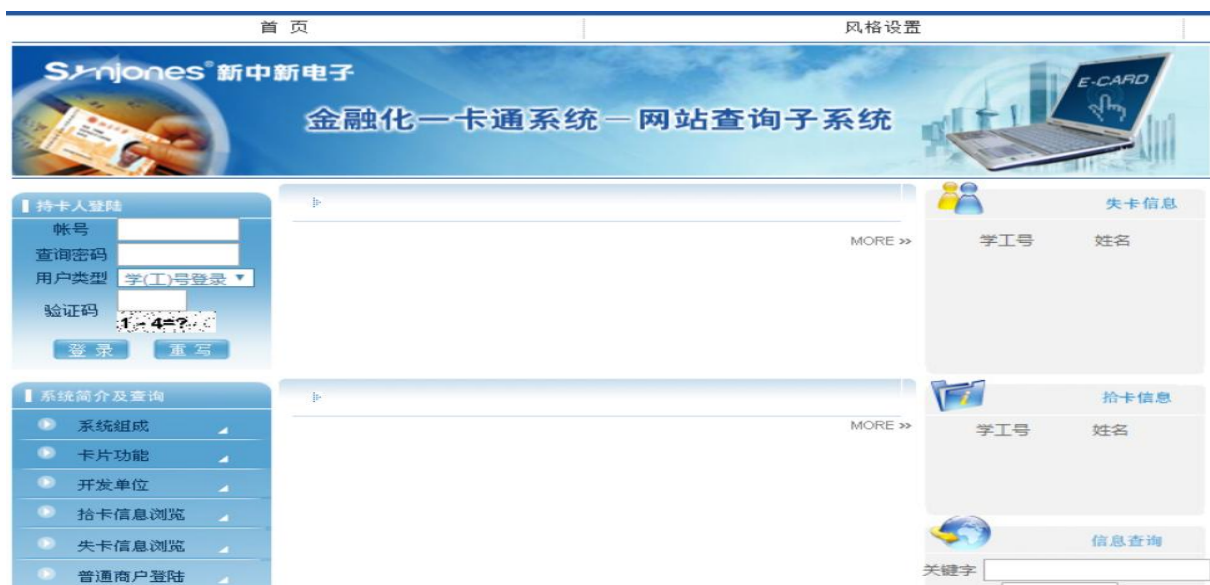 首 页
风格设置
Synjones®新中新电子
金融化一卡通系统－网站查询子系统
E-CARD
持卡人登陆
帐号
查询密码
用户类型 学(工)号登录
验证码
1 - 4=?
登 录 重 写
MORE >>
失卡信息
学工号 姓名
系统简介及查询
系统组成
卡片功能
开发单位
拾卡信息浏览
失卡信息浏览
普通商户登陆
MORE >>
拾卡信息
学工号 姓名
信息查询
关键字